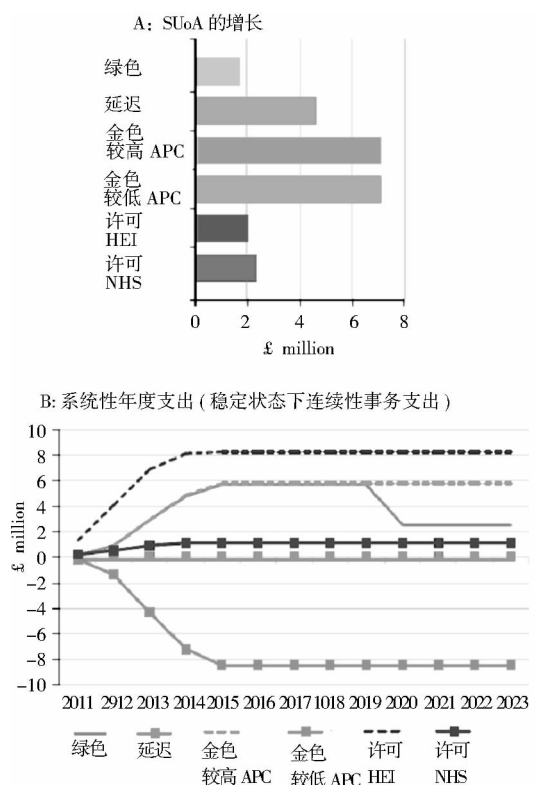 A: SUoA 的增长
绿色
延迟
金色
较高 APC
金色
较低 APC
许可
HEI
许可
NHS
0 2 4 6 8
£ million
B: 系统性年度支出 ( 稳定状态下连续性事务支出 )
£ million
10
8
6
4
2
0
-2
-4
-6
-8
-10
2011 2912 2013 2014 2015 2016 2017 1018 2019 2020 2021 2022 2023
绿色 延迟 金色 金色 许可 许可
较高 APC 较低 APC HEI NHS